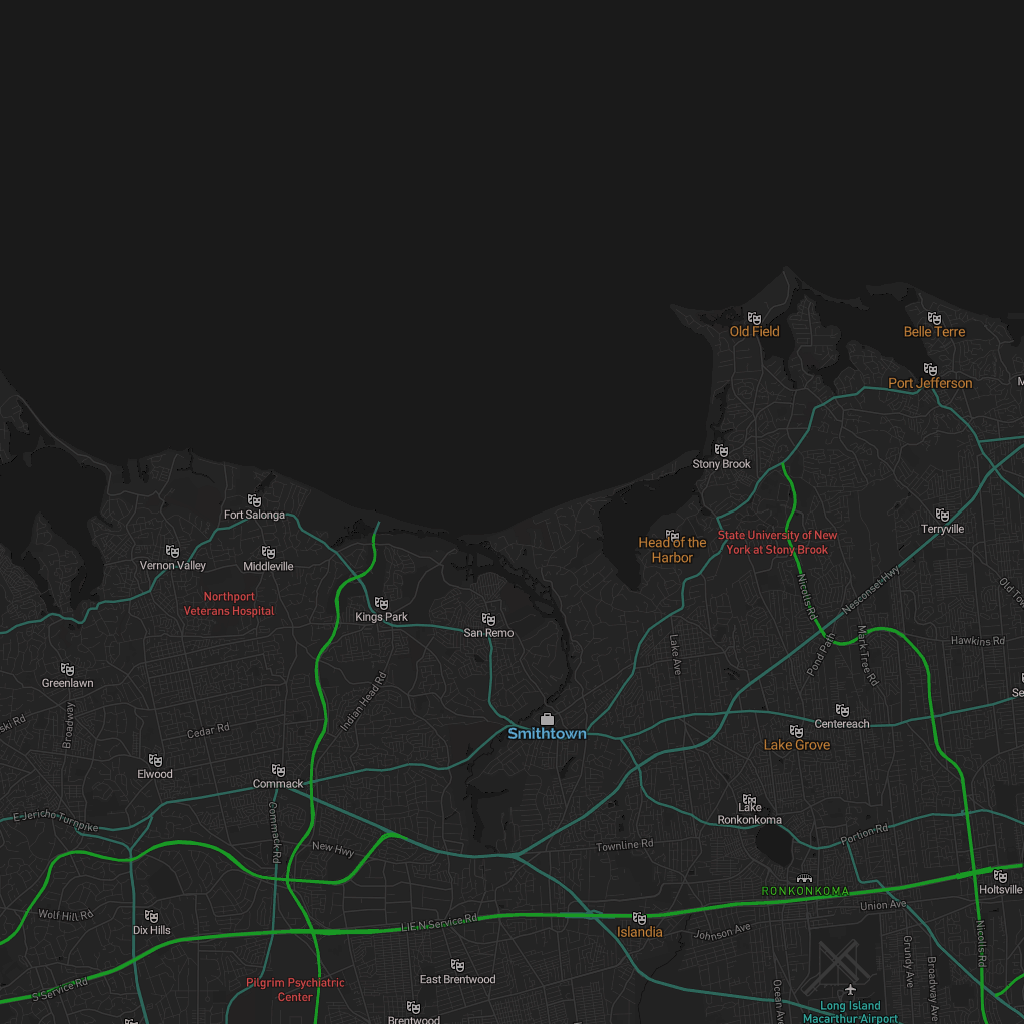 Old Field
Belle Terre
Port Jefferson
Stony Brook
Fort Salonga
Terryville
State University of New
York at Stony Brook
Head of the
Harbor
Vernon Valley
Middleville
Nesconset Hwy
Nicolls Rd
Northport
Veterans Hospital
Kings Park
San Remo
Lake Ave
Pond Path
Mark Tree Rd
Hawkins Rd
Greenlawn
Indian Head Rd
Broadway
Cedar Rd
Smithtown
Centereach
Lake Grove
Elwood
Commack
Lake
Ronkonkoma
E Jericho Turnpike
Commack Rd
New Hwy
Townline Rd
Portion Rd
RONKONKOMA
Holtsville
Union Ave
Wolf Hill Rd
Dix Hills
LIE N Service Rd
Islandia
Johnson Ave
Nicolls Rd
Grundy Ave
Broadway Ave
East Brentwood
Pilgrim Psychiatric
Center
S Service Rd
Ocean Ave
Long Island
Macarthur Airport
Brentwood